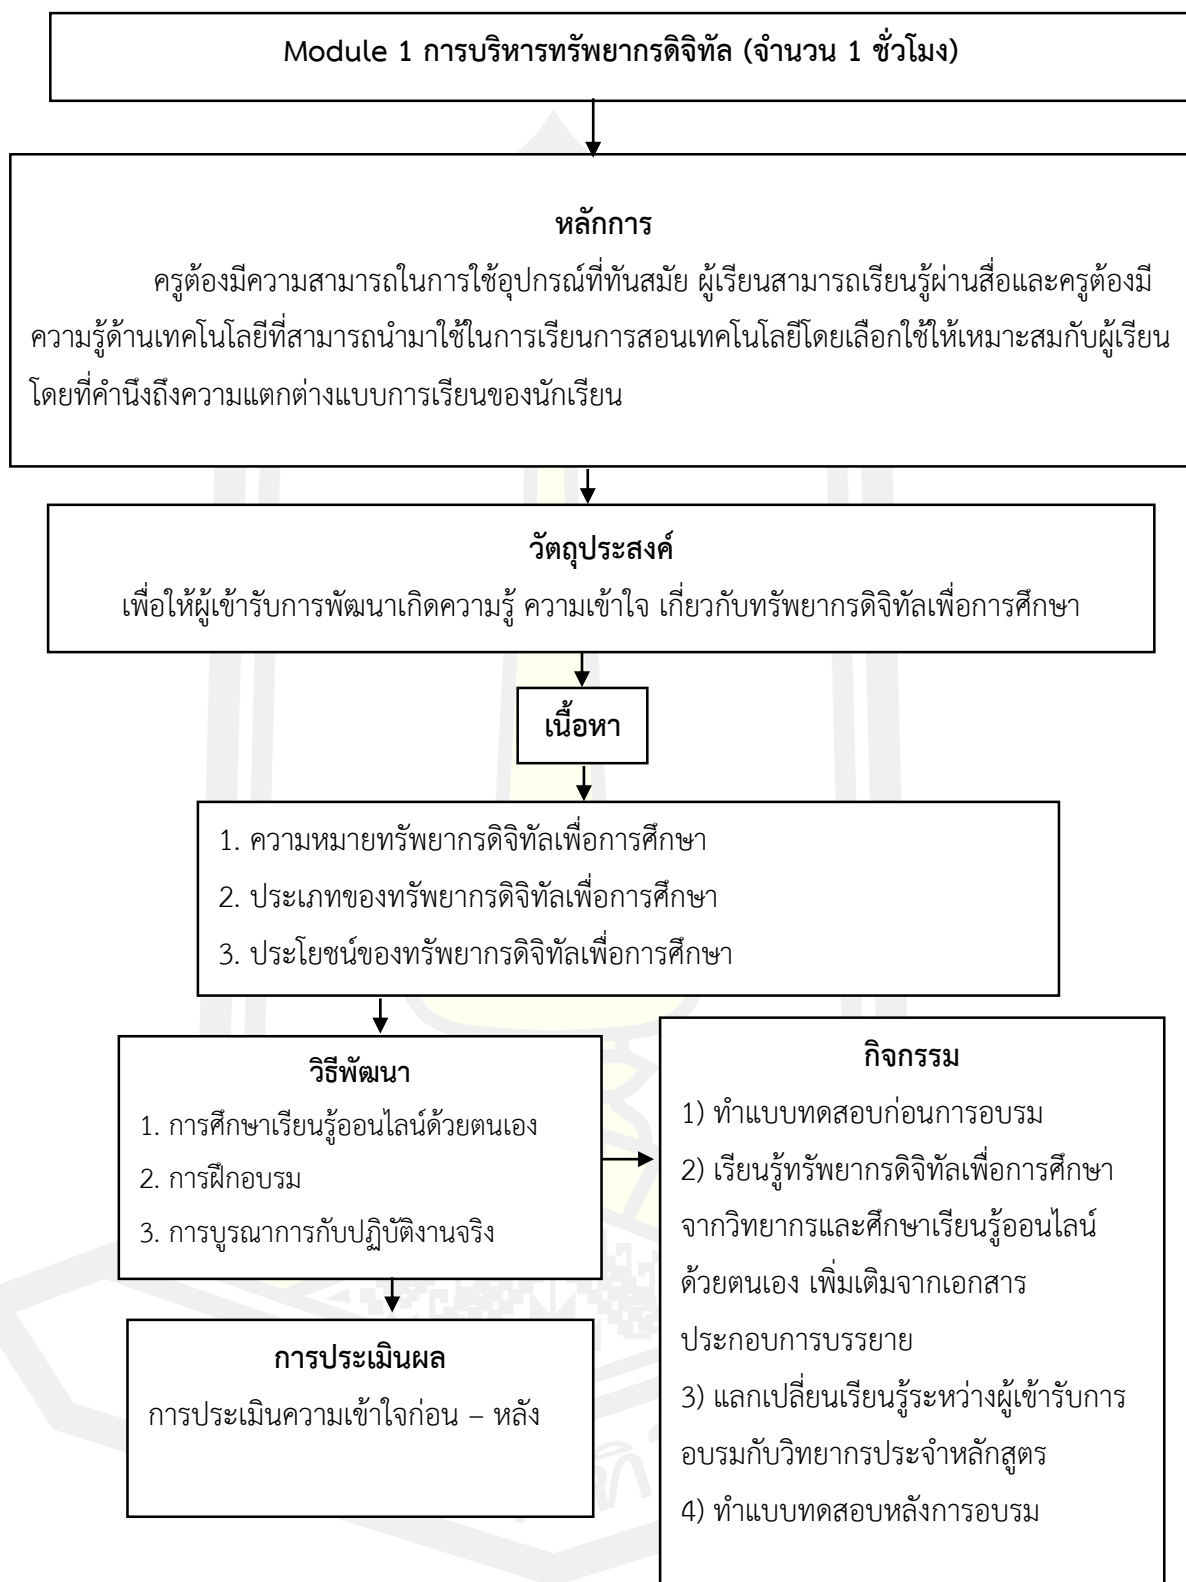 Module 1 การบริหารทรัพยากรดิจิทัล (จำนวน 1 ชั่วโมง)
หลักการ
ครูต้องมีความสามารถในการใช้อุปกรณ์ที่ทันสมัย ผู้เรียนสามารถเรียนรู้ผ่านสื่อและครูต้องมี
ความรู้ด้านเทคโนโลยีที่สามารถนำมาใช้ในการเรียนการสอนเทคโนโลยีโดยเลือกใช้ให้เหมาะสมกับผู้เรียน
โดยที่คำนึงถึงความแตกต่างแบบการเรียนของนักเรียน
วัตถุประสงค์
เพื่อให้ผู้เข้ารับการพัฒนาเกิดความรู้ ความเข้าใจ เกี่ยวกับทรัพยากรดิจิทัลเพื่อการศึกษา
เนื้อหา
1. ความหมายทรัพยากรดิจิทัลเพื่อการศึกษา
2. ประเภทของทรัพยากรดิจิทัลเพื่อการศึกษา
3. ประโยชน์ของทรัพยากรดิจิทัลเพื่อการศึกษา
วิธีพัฒนา
1. การศึกษาเรียนรู้ออนไลน์ด้วยตนเอง
2. การฝึกอบรม
3. การบูรณาการกับปฏิบัติงานจริง
กิจกรรม
1) ทำแบบทดสอบก่อนการอบรม
2) เรียนรู้ทรัพยากรดิจิทัลเพื่อการศึกษา
จากวิทยากรและศึกษาเรียนรู้ออนไลน์
ด้วยตนเอง เพิ่มเติมจากเอกสาร
ประกอบการบรรยาย
3) แลกเปลี่ยนเรียนรู้ระหว่างผู้เข้ารับการ
อบรมกับวิทยากรประจำหลักสูตร
4) ทำแบบทดสอบหลังการอบรม
การประเมินผล
การประเมินความเข้าใจก่อน – หลัง